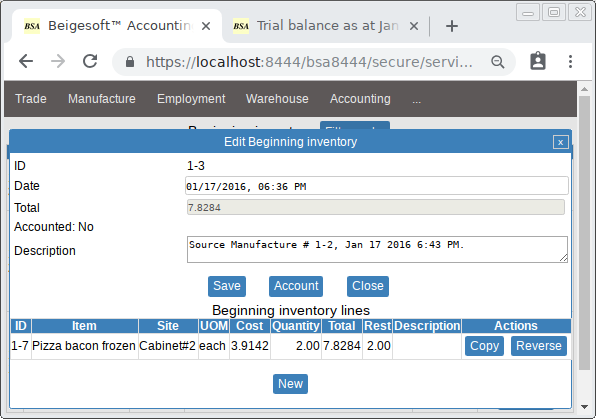 BSA Beigesoft™ Accountin × BSA Trial balance as at Jan × +
https://localhost:8444/bsa8444/secure/servi...
Trade Manufacture Employment Warehouse Accounting ...
Edit Beginning inventory x
ID 1-3
Date 01/17/2016, 06:36 PM
Total 7.8284
Accounted: No
Description Source Manufacture # 1-2, Jan 17 2016 6:43 PM.
Save Account Close
Beginning inventory lines
ID Item Site UOM Cost Quantity Total Rest Description Actions
1-7 Pizza bacon frozen Cabinet#2 each 3.9142 2.00 7.8284 2.00 Copy Reverse
New